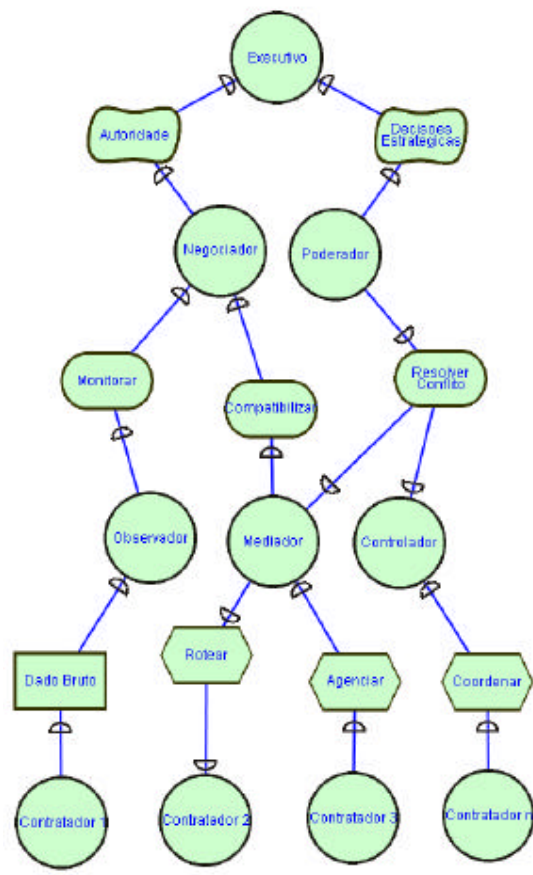 Executivo
Autoridade
Decisões
Estratégicas
Negociador
Poderador
Monitorar
Resolver
Conflito
Compatibilizar
Observador
Mediador
Controlador
Rotear
Dado Bruto
Agenciar
Coordenar
Contratador 1
Contratador 2
Contratador 3
Contratador n